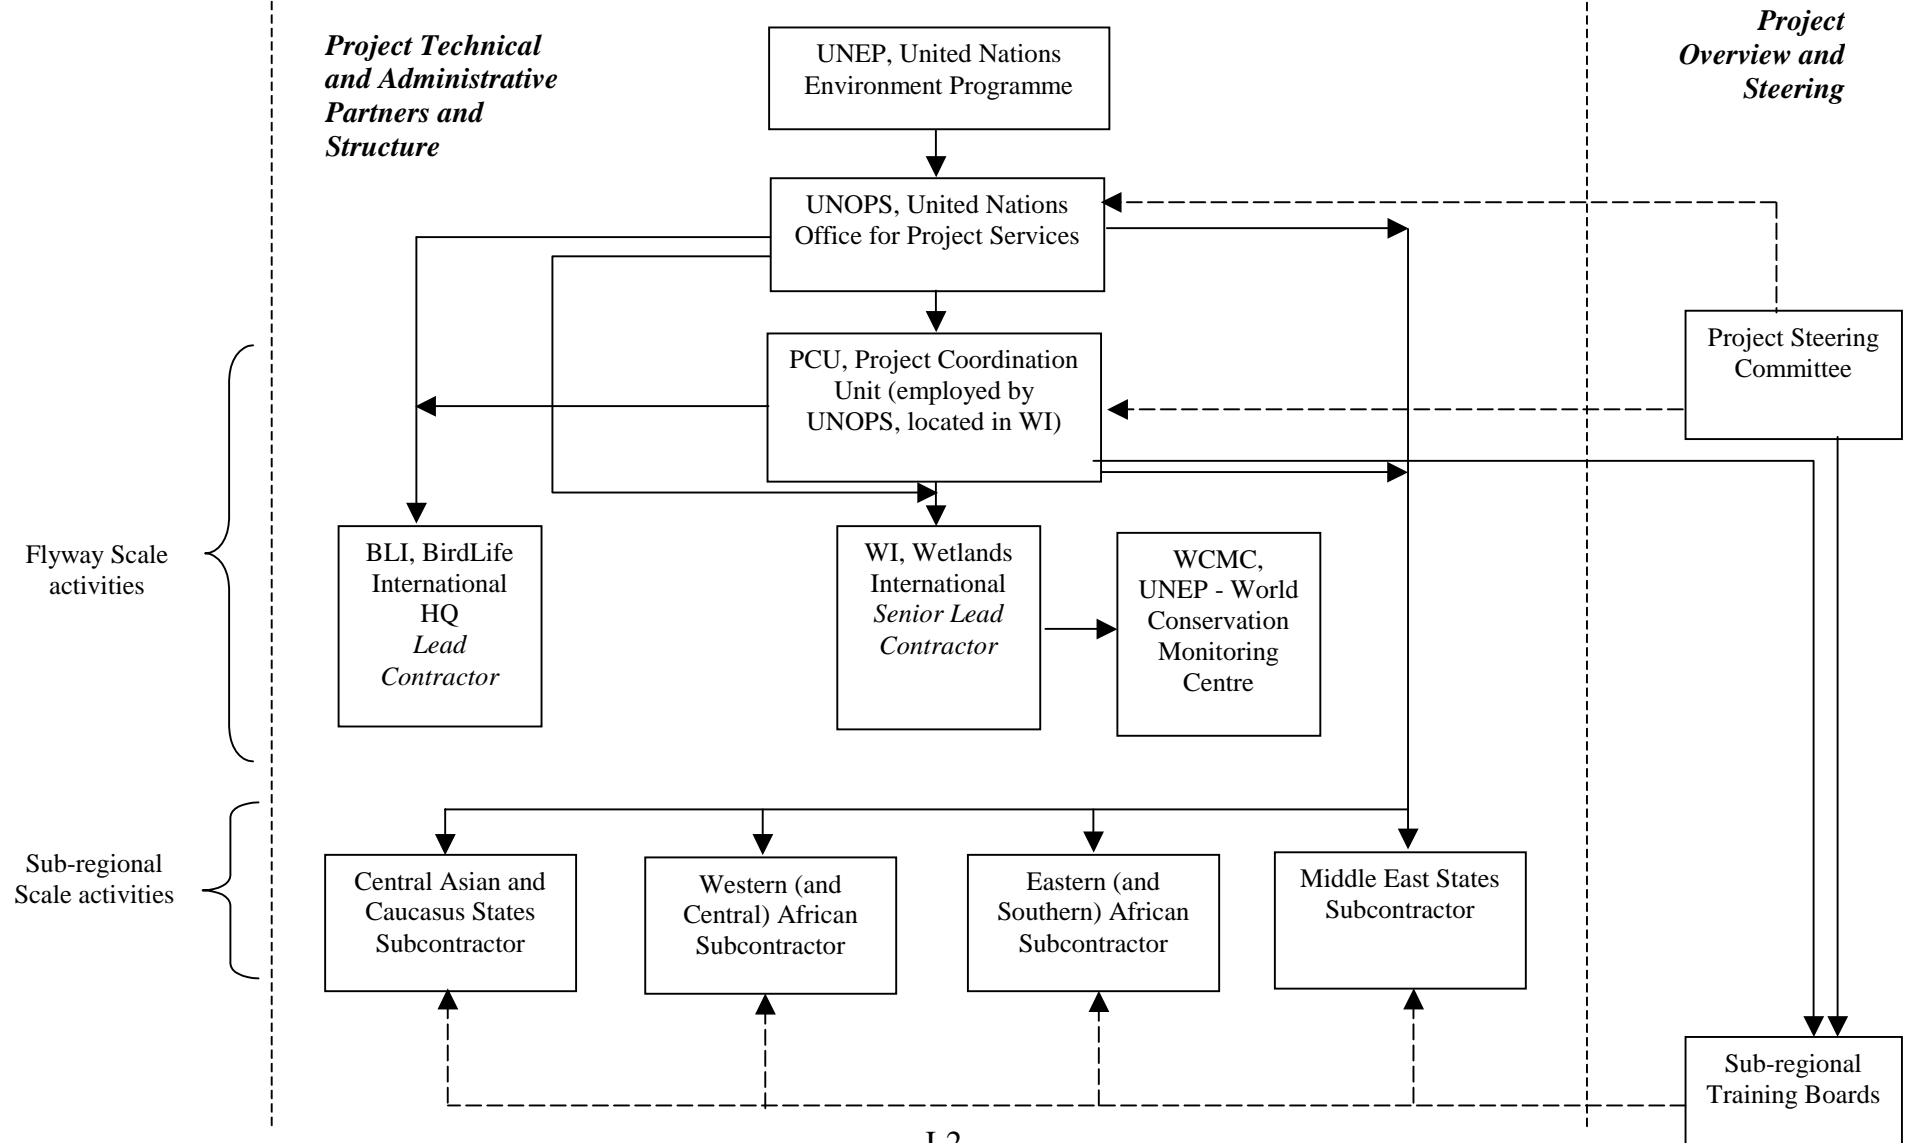 Project Technical
and Administrative
Partners and
Structure
UNEP, United Nations
Environment Programme
Project
Overview and
Steering
UNOPS, United Nations
Office for Project Services
PCU, Project Coordination
Unit (employed by
UNOPS, located in WI)
Project Steering
Committee
Flyway Scale
activities
BLI, BirdLife
International
HQ
Lead
Contractor
WI, Wetlands
International
Senior Lead
Contractor
WCMC,
UNEP - World
Conservation
Monitoring
Centre
Sub-regional
Scale activities
Central Asian and
Caucasus States
Subcontractor
Western (and
Central) African
Subcontractor
Eastern (and
Southern) African
Subcontractor
Middle East States
Subcontractor
Sub-regional
Training Boards